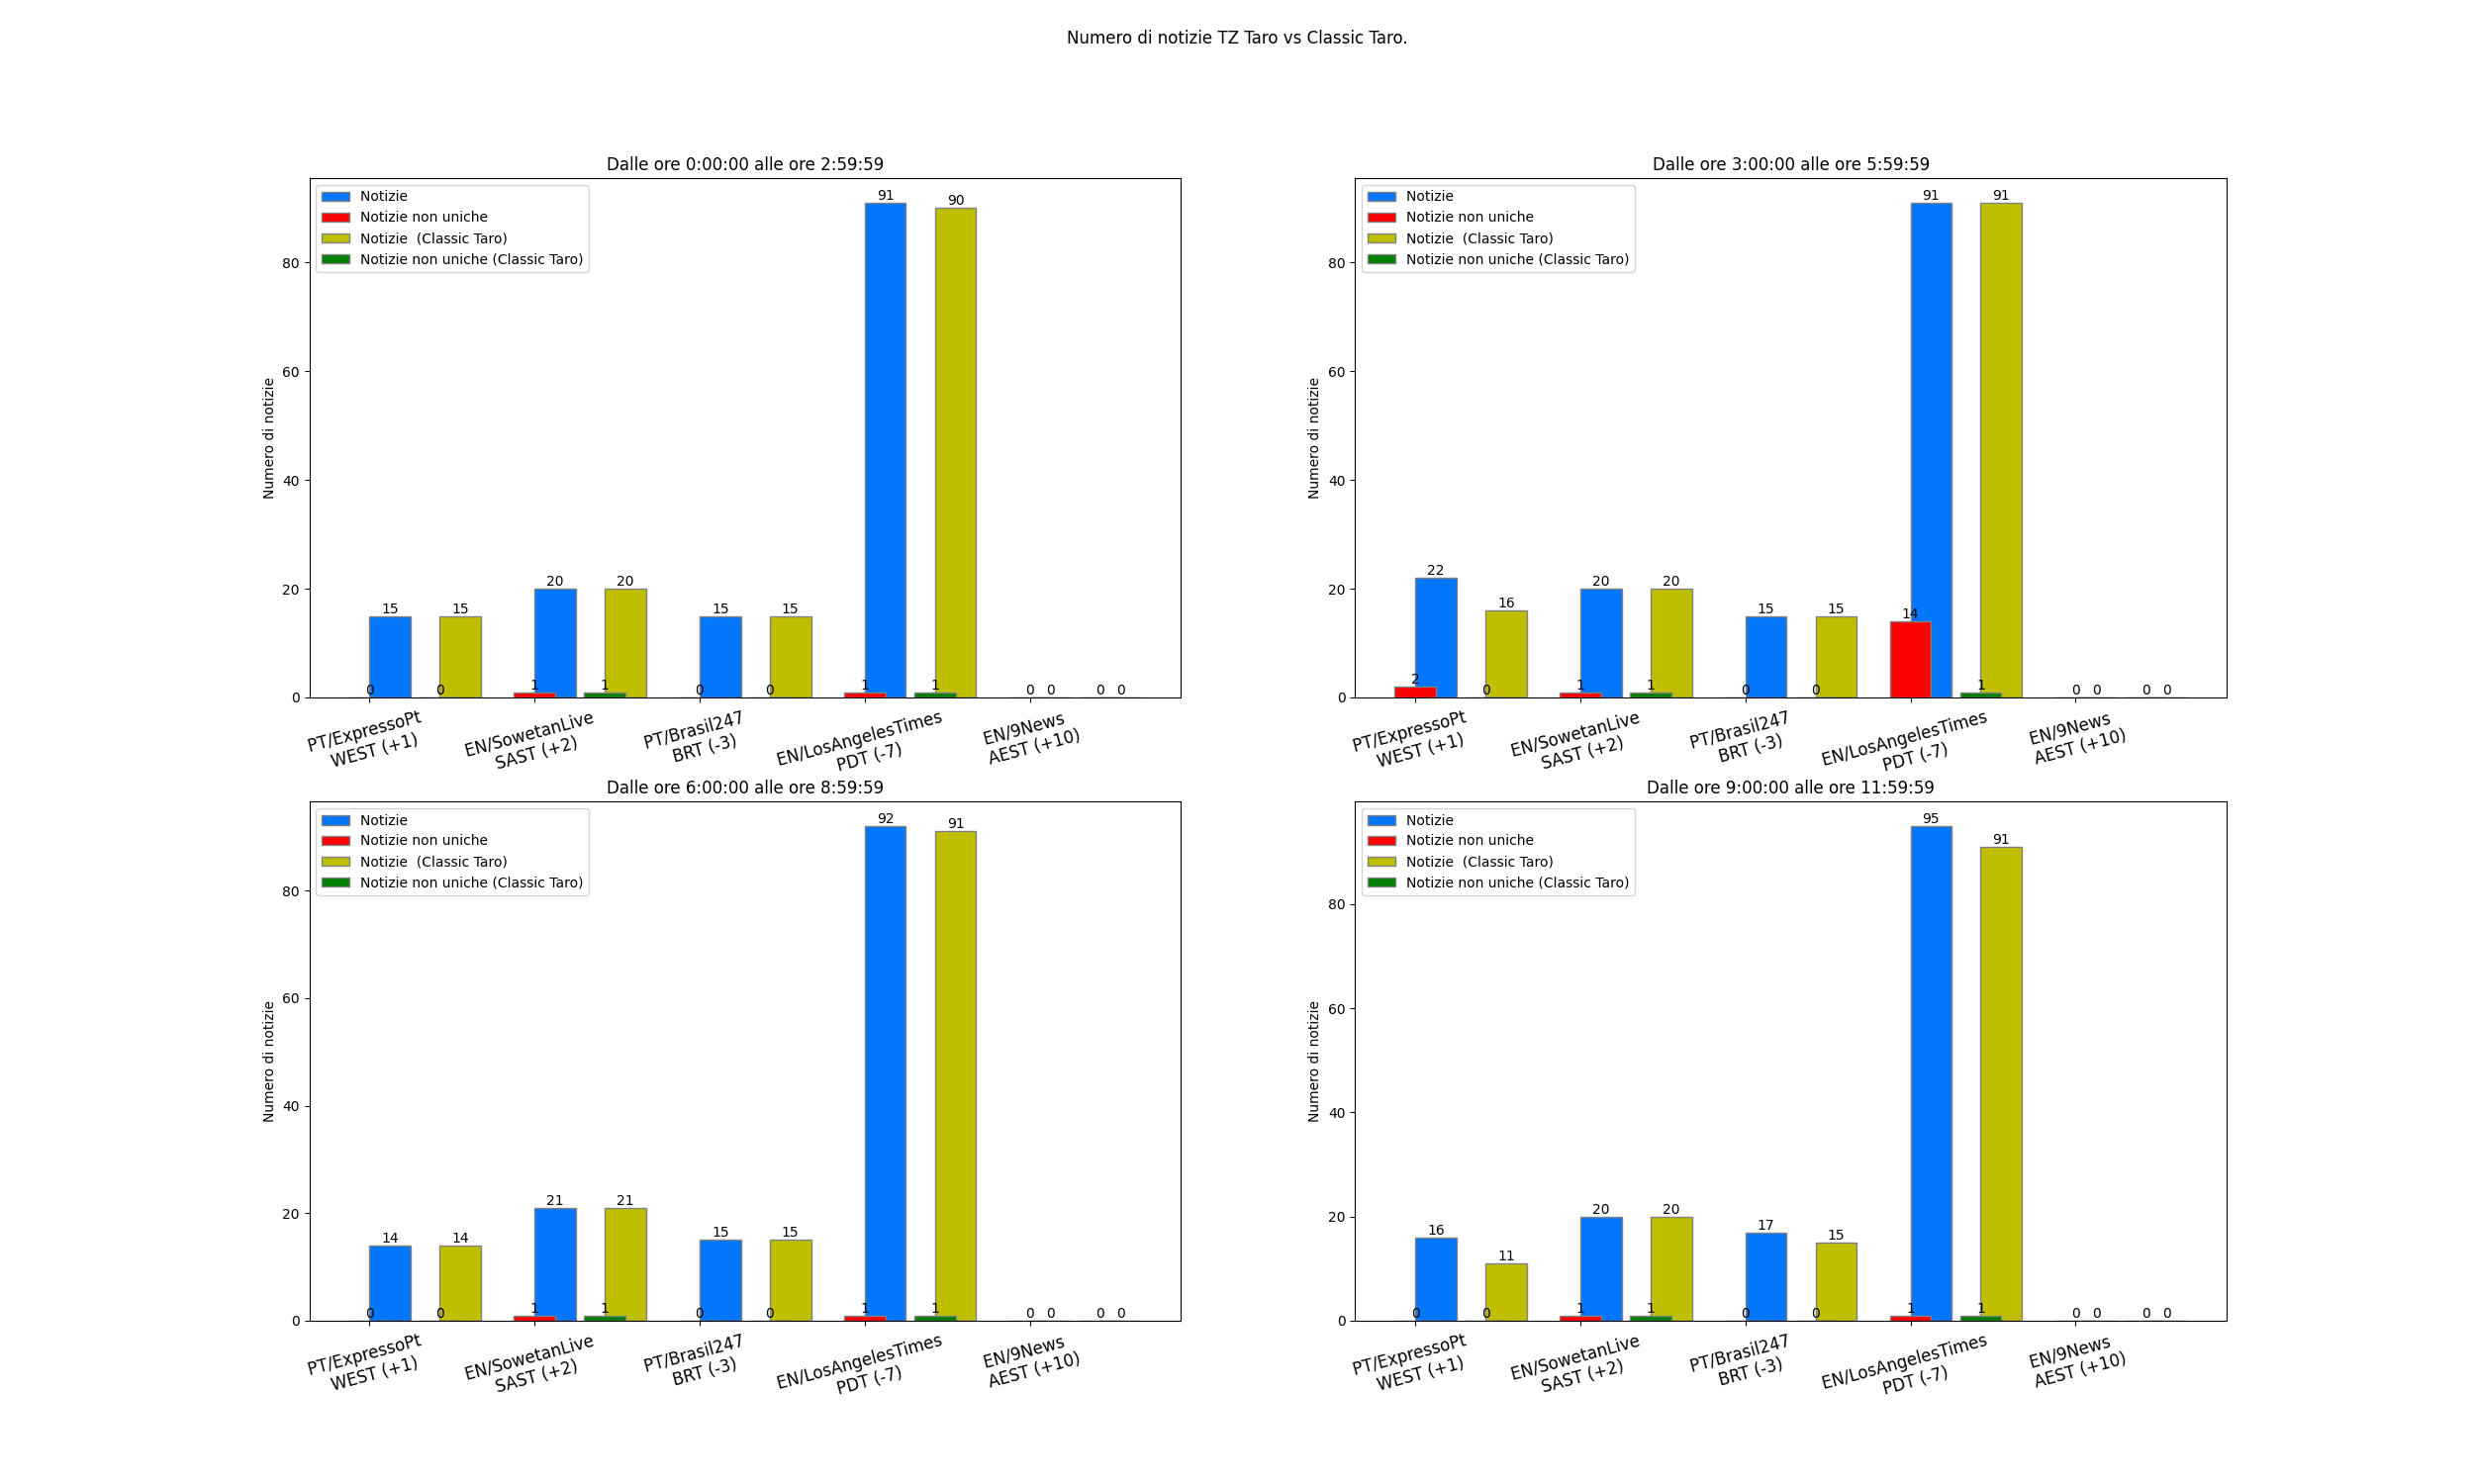 Numero di notizie TZ Taro vs Classic Taro.
Dalle ore 0:00:00 alle ore 2:59:59
Notizie
Notizie non uniche
Notizie  (Classic Taro)
Notizie non uniche (Classic Taro)
Numero di notizie
80
60
40
20
0
91
90
20
20
15
15
15
15
0
0
1
1
0
0
1
1
0
0
0
0
PT/ExpressoPt
WEST (+1)
EN/SowetanLive
SAST (+2)
PT/Brasil247
BRT (-3)
EN/LosAngelesTimes
PDT (-7)
EN/9News
AEST (+10)
Dalle ore 3:00:00 alle ore 5:59:59
Notizie
Notizie non uniche
Notizie  (Classic Taro)
Notizie non uniche (Classic Taro)
Numero di notizie
80
60
40
20
0
91
91
22
20
20
16
15
15
14
2
0
1
1
0
0
1
0
0
0
0
PT/ExpressoPt
WEST (+1)
EN/SowetanLive
SAST (+2)
PT/Brasil247
BRT (-3)
EN/LosAngelesTimes
PDT (-7)
EN/9News
AEST (+10)
Dalle ore 6:00:00 alle ore 8:59:59
Notizie
Notizie non uniche
Notizie  (Classic Taro)
Notizie non uniche (Classic Taro)
Numero di notizie
80
60
40
20
0
92
91
21
21
14
14
15
15
0
0
1
1
0
0
1
1
0
0
0
0
PT/ExpressoPt
WEST (+1)
EN/SowetanLive
SAST (+2)
PT/Brasil247
BRT (-3)
EN/LosAngelesTimes
PDT (-7)
EN/9News
AEST (+10)
Dalle ore 9:00:00 alle ore 11:59:59
Notizie
Notizie non uniche
Notizie  (Classic Taro)
Notizie non uniche (Classic Taro)
Numero di notizie
80
60
40
20
0
95
91
20
20
17
16
15
11
0
0
1
1
0
0
1
1
0
0
0
0
PT/ExpressoPt
WEST (+1)
EN/SowetanLive
SAST (+2)
PT/Brasil247
BRT (-3)
EN/LosAngelesTimes
PDT (-7)
EN/9News
AEST (+10)